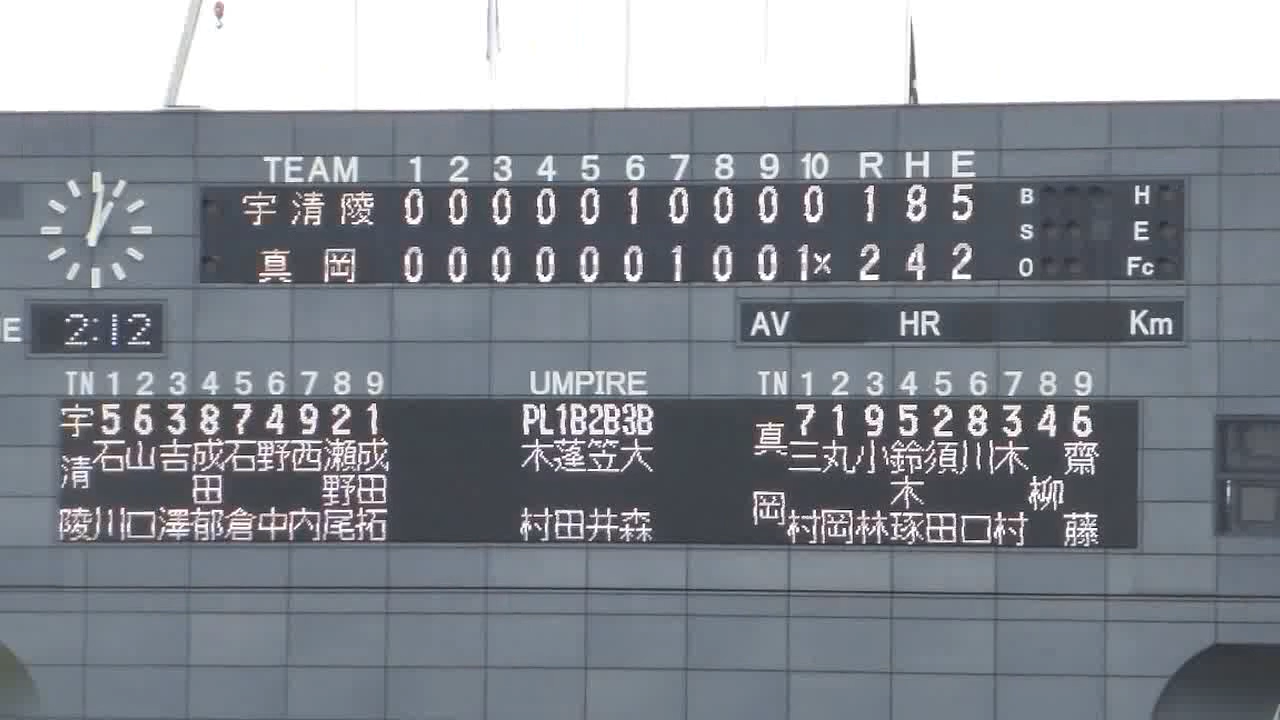 TEAM 1 2 3 4 5 6 7 8 9 10 R H E
宇清陵 0 0 0 0 0 1 0 0 0 0 1 8 5 B H
S E
真岡 0 0 0 0 0 0 1 0 0 1x 2 4 2 O Fc
E 2:12
AV HR Km
TN 1 2 3 4 5 6 7 8 9
宇清陵 5 6 3 8 7 4 9 2 1
石川 山口 吉澤 成田郁 石倉 野中 西内 瀬野尾 成田拓
UMPIRE
PL 1B 2B 3B
木村 蓬田 笠井 大森
TN 1 2 3 4 5 6 7 8 9
真岡 7 1 9 5 2 8 3 4 6
三村 丸岡 小林 鈴木琢 須田 川口 木村 柳 齋藤